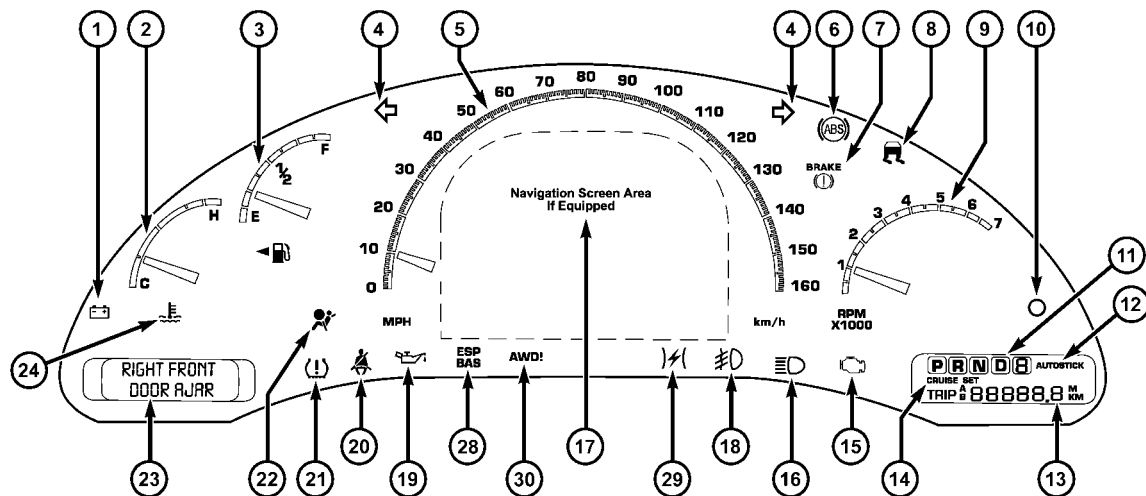 1 2 3 4 5 4 6 7 8 9 10
H C
F 1/2 E
0 10 20 30 40 50 60 70 80 90 100 110 120 130 140 150 160
Navigation Screen Area
If Equipped
ABS
BRAKE
1 2 3 4 5 6 7
11
12
MPH
km/h
RPM
X1000
24
RIGHT FRONT
DOOR AJAR
ESP
BAS
AWD!
PRND8 AUTOSTICK
CRUISE SET
TRIP A B 88888.8 M KM
23 22 21 20 19 28 30 17 29 18 16 15 14 13